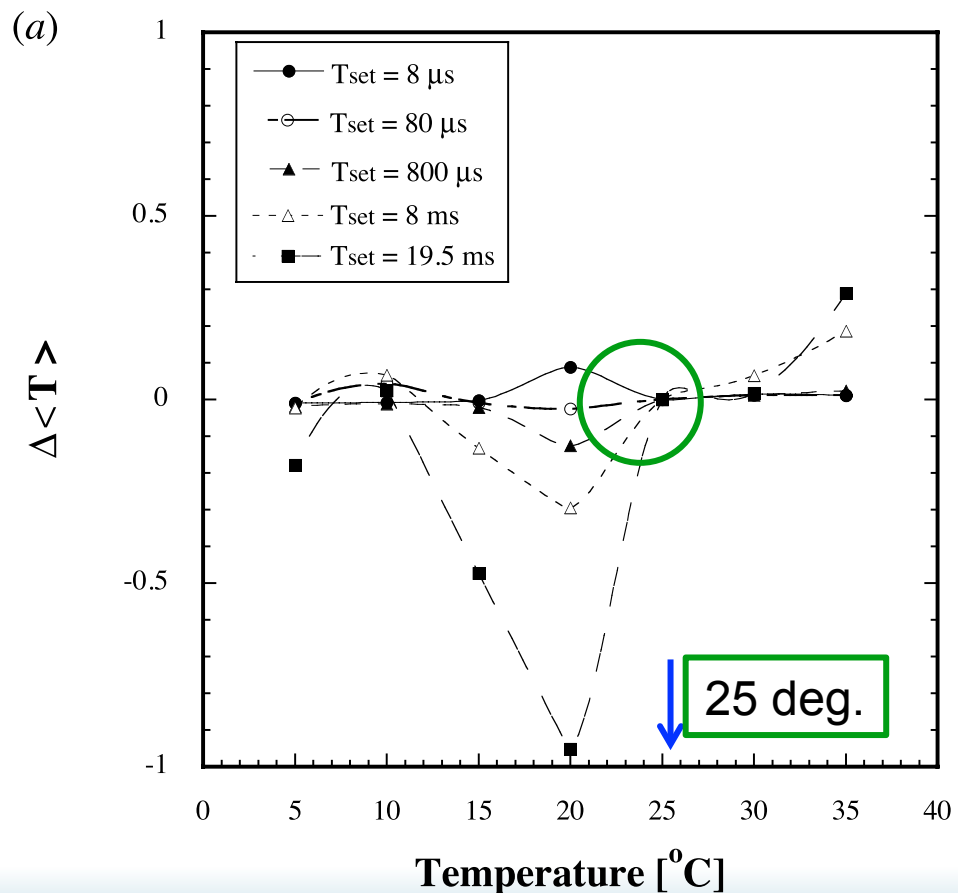 (a)
1
0.5
0
-0.5
-1
Δ<T>
Tset = 8 μs
Tset = 80 μs
Tset = 800 μs
Tset = 8 ms
Tset = 19.5 ms
25 deg.
0 5 10 15 20 25 30 35 40
Temperature [°C]